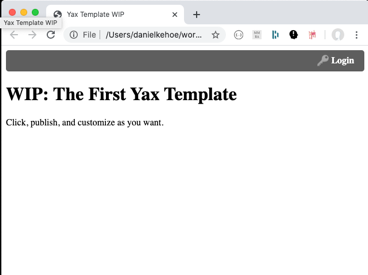 Yax Template WIP
Yax Template WIP
File | /Users/danielkehoe/wor...
Login
WIP: The First Yax Template
Click, publish, and customize as you want.